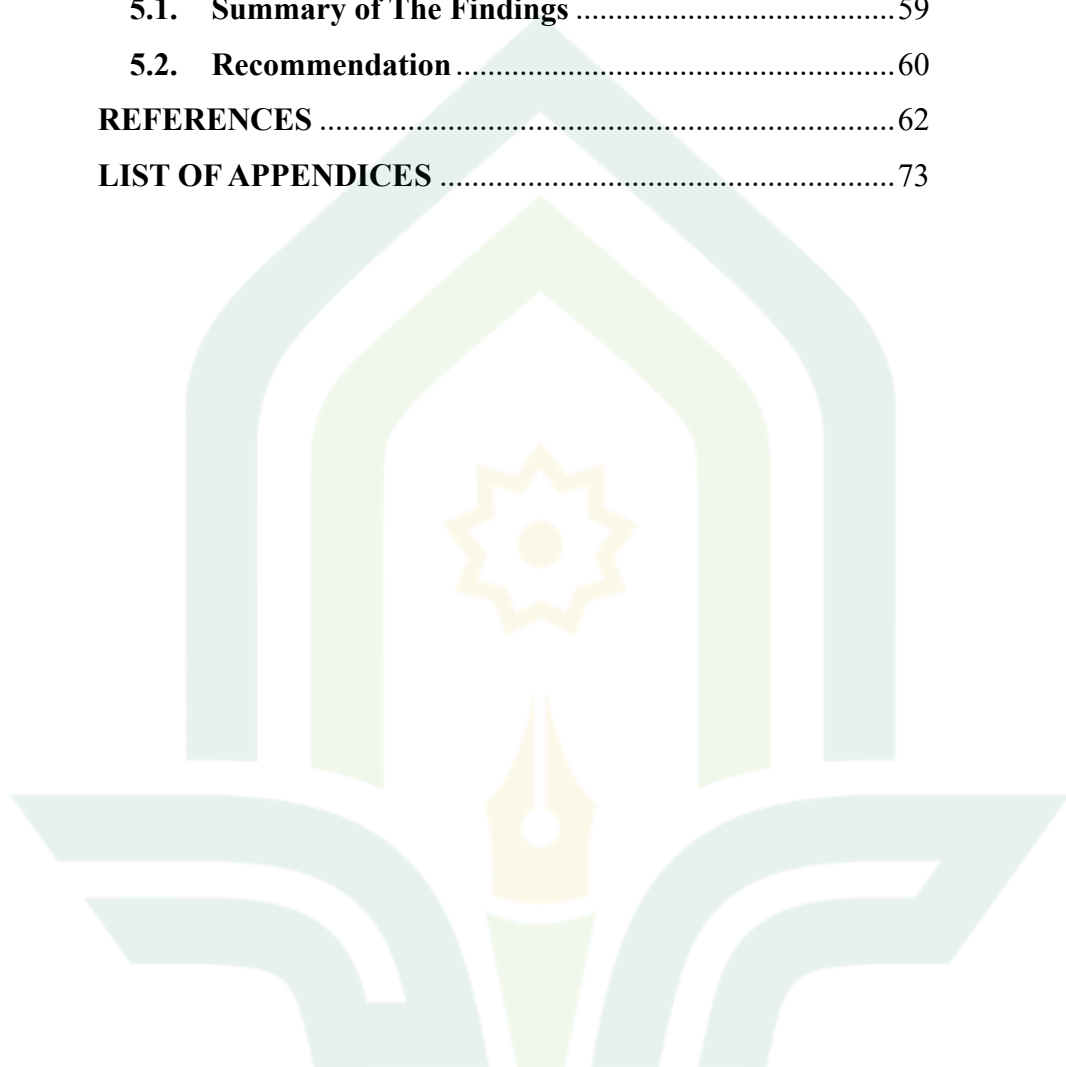 5.1. Summary of The Findings ........................................59
5.2. Recommendation .......................................................60
REFERENCES .......................................................................62
LIST OF APPENDICES .........................................................73